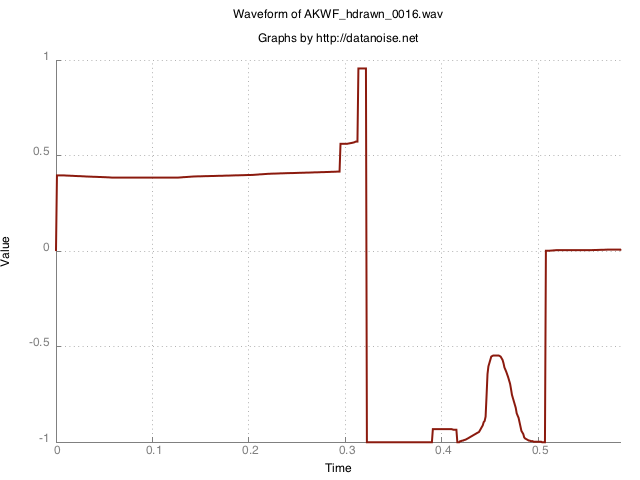 Waveform of AKWF_hdrawn_0016.wav
Graphs by http://datanoise.net
1
0.5
0
-0.5
-1
Value
0 0.1 0.2 0.3 0.4 0.5
Time